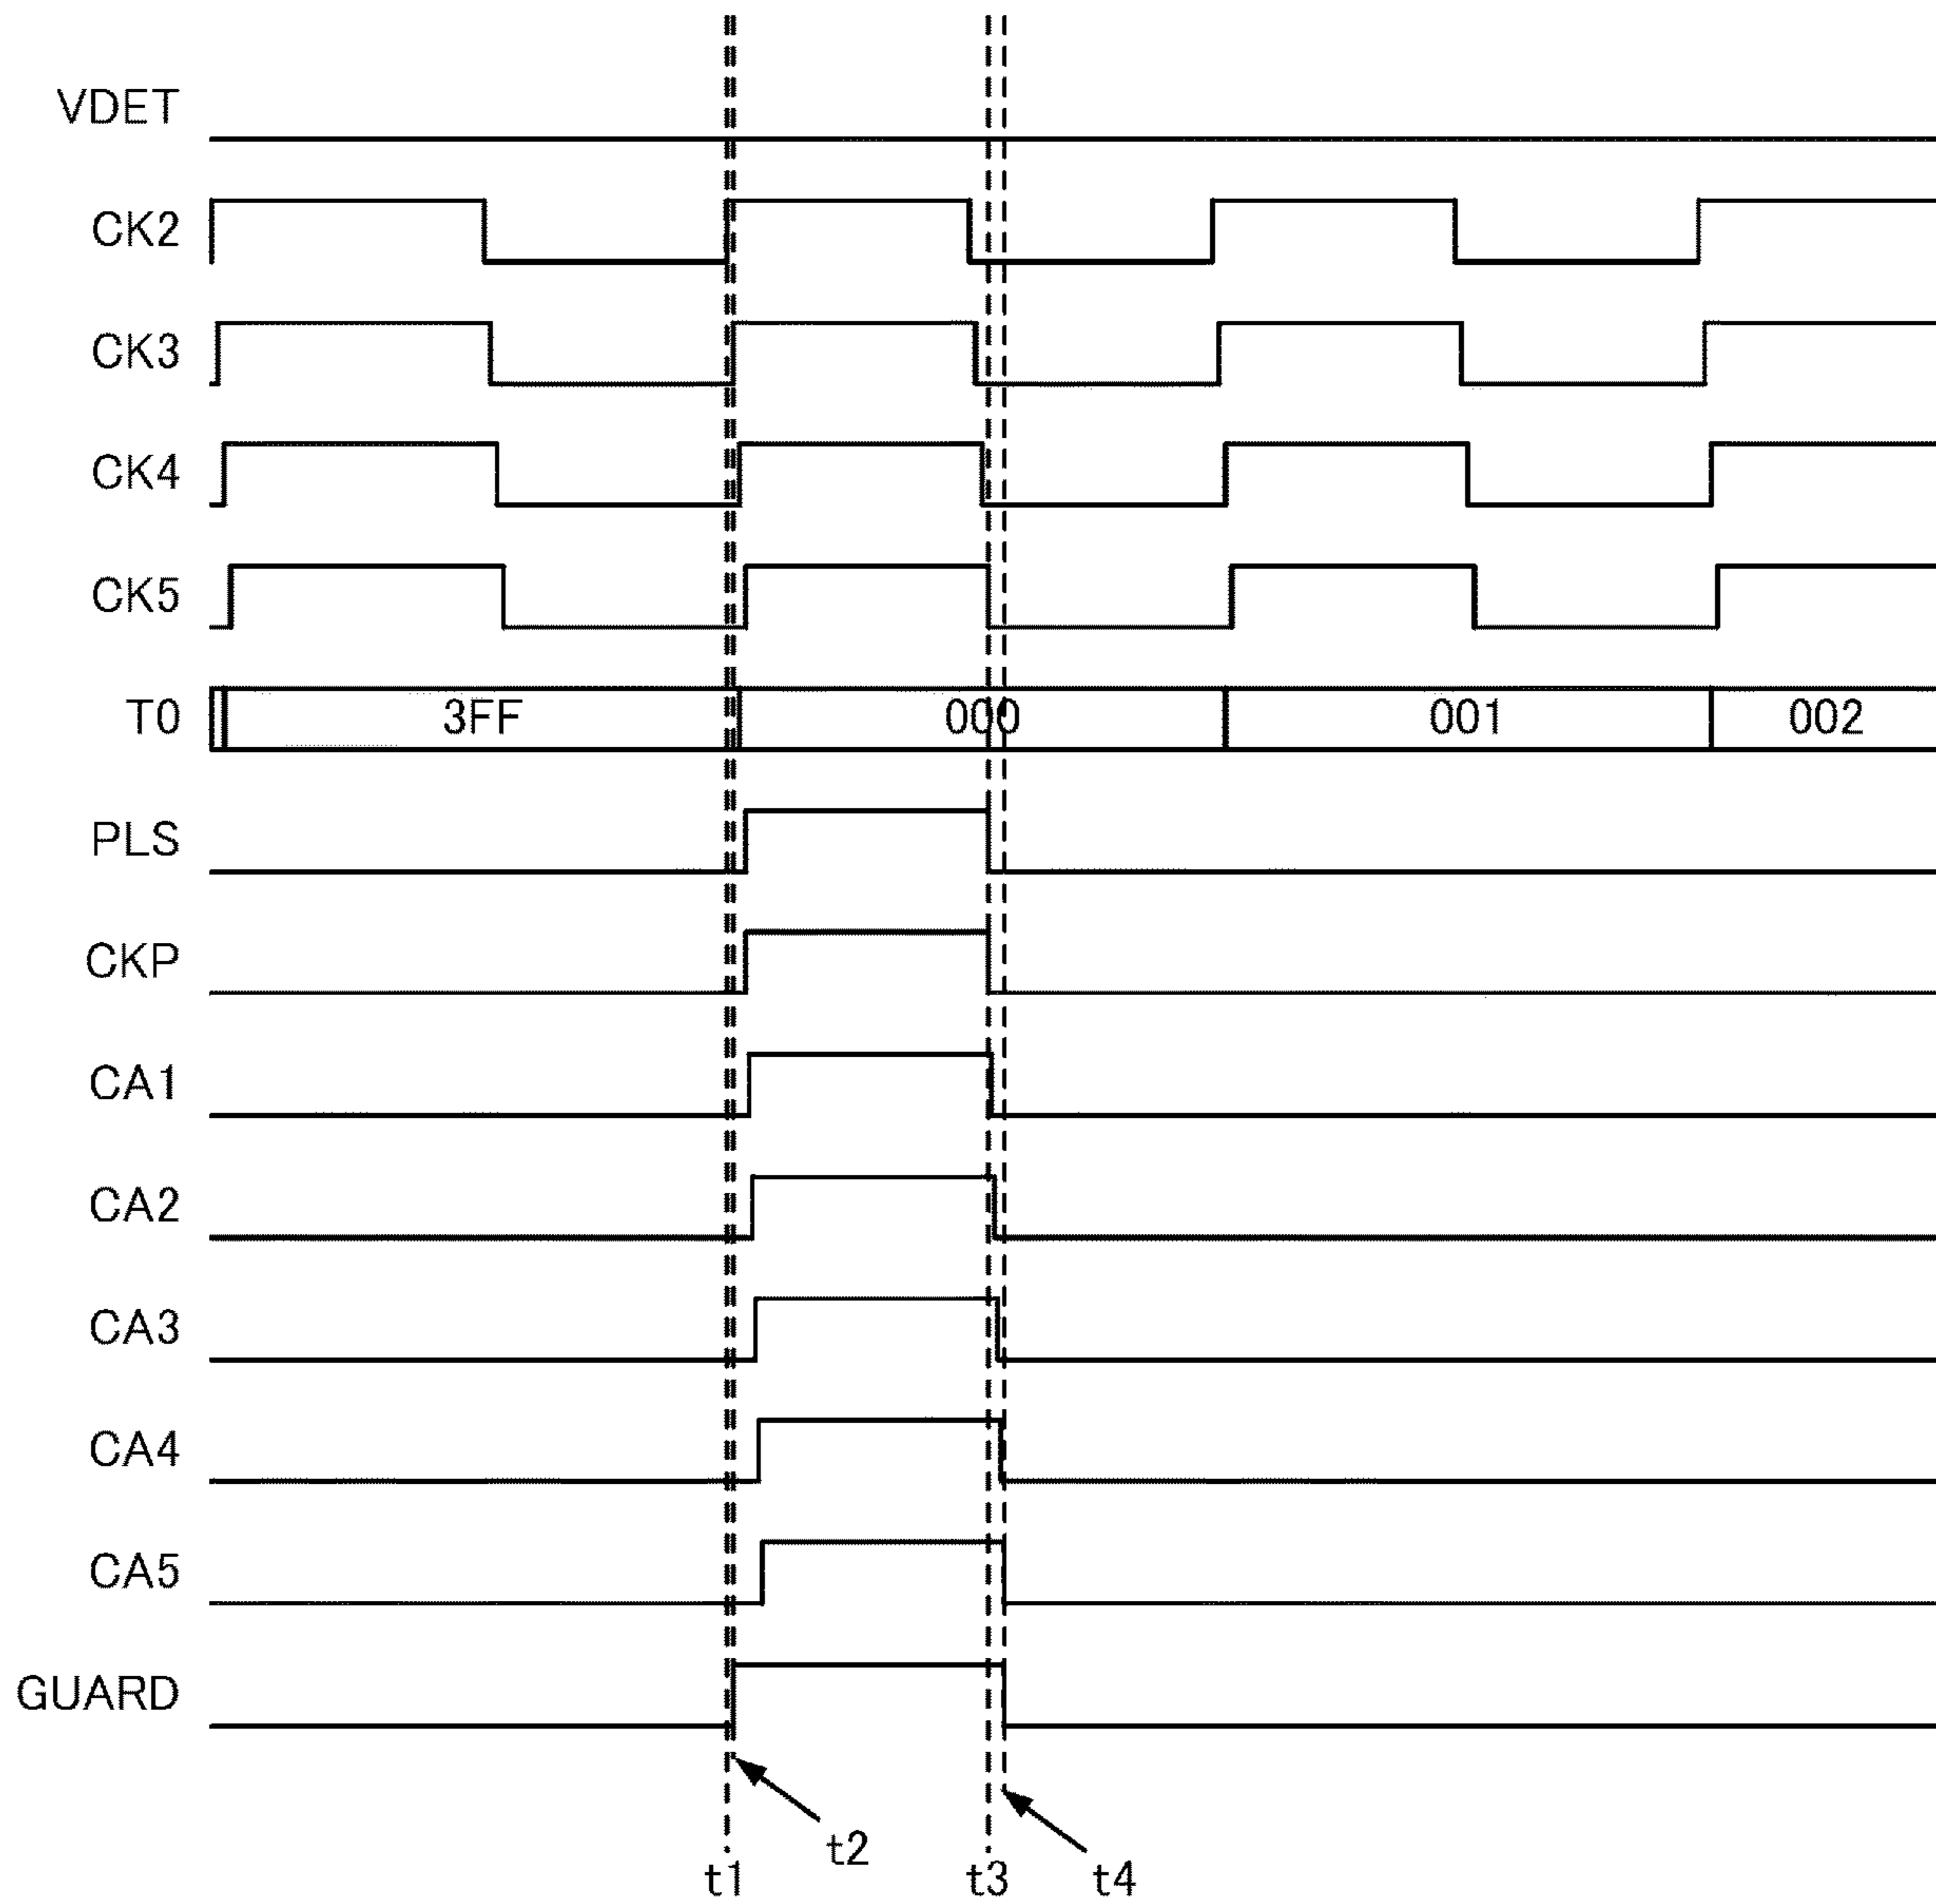 VDET
CK2
CK3
CK4
CK5
T0 3FF 000 001 002
PLS
CKP
CA1
CA2
CA3
CA4
CA5
GUARD
t1 t2 t3 t4